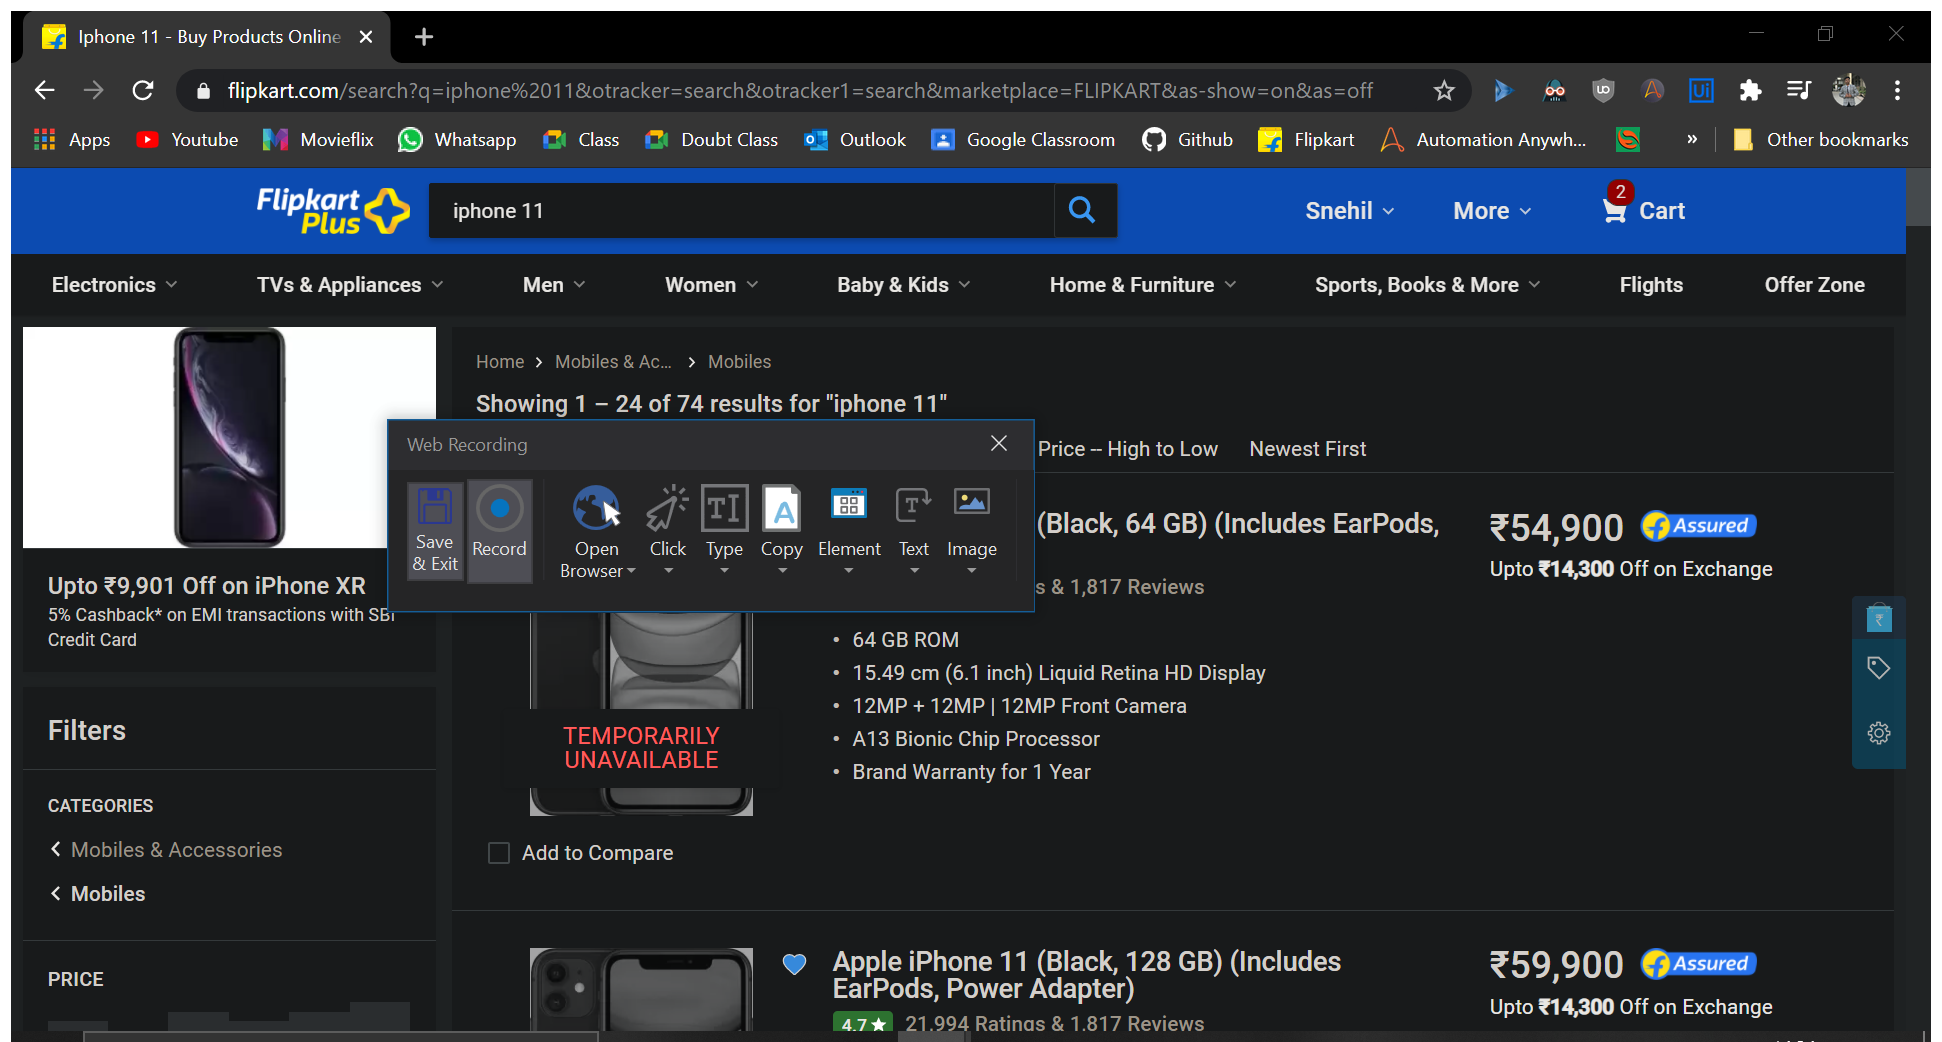 Iphone 11 - Buy Products Online
flipkart.com/search?q=iphone%2011&otracker=search&otracker1=search&marketplace=FLIPKART&as-show=on&as=off
Apps Youtube Movieflix Whatsapp Class Doubt Class Outlook Google Classroom Github Flipkart Automation Anywh... » Other bookmarks
Flipkart
Plus
iphone 11
Snehil More 2 Cart
Electronics TVs & Appliances Men Women Baby & Kids Home & Furniture Sports, Books & More Flights Offer Zone
Home Mobiles & Ac... Mobiles
Showing 1 – 24 of 74 results for "iphone 11"
Price -- High to Low Newest First
Web Recording
Save
& Exit
Record
Open
Browser
Click
Type
Copy
Element
Text
Image
(Black, 64 GB) (Includes EarPods,
s & 1,817 Reviews
₹54,900 Assured
Upto ₹14,300 Off on Exchange
Upto ₹9,901 Off on iPhone XR
5% Cashback* on EMI transactions with SBI
Credit Card
• 64 GB ROM
• 15.49 cm (6.1 inch) Liquid Retina HD Display
• 12MP + 12MP | 12MP Front Camera
• A13 Bionic Chip Processor
• Brand Warranty for 1 Year
TEMPORARILY
UNAVAILABLE
Add to Compare
Filters
CATEGORIES
Mobiles & Accessories
Mobiles
PRICE
Apple iPhone 11 (Black, 128 GB) (Includes
EarPods, Power Adapter)
4.7★ 21,994 Ratings & 1,817 Reviews
₹59,900 Assured
Upto ₹14,300 Off on Exchange